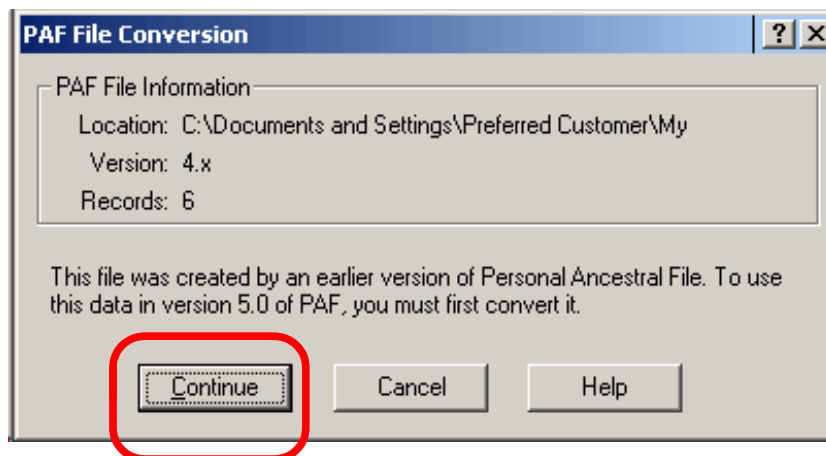 PAF File Conversion
PAF File Information
Location: C:\Documents and Settings\Preferred Customer\My
Version: 4.x
Records: 6
This file was created by an earlier version of Personal Ancestral File. To use
this data in version 5.0 of PAF, you must first convert it.
Continue Cancel Help